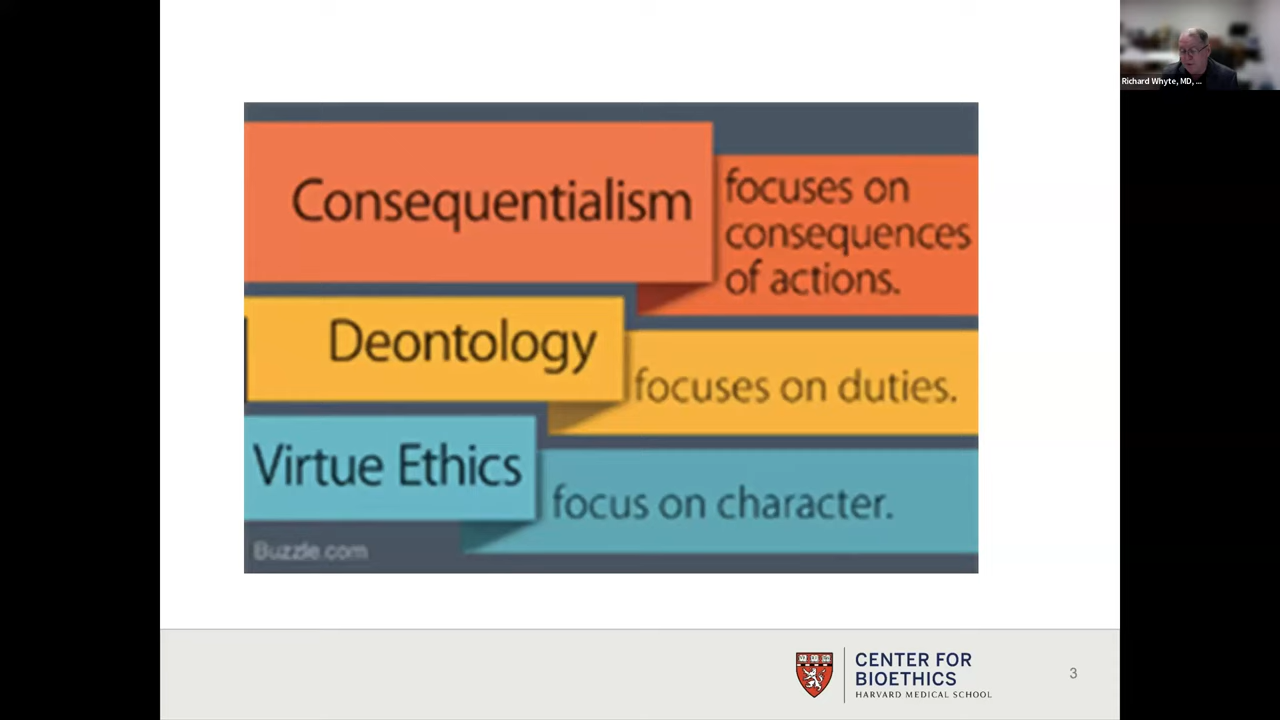 Richard Whyte, MD, ...
Consequentialism
focuses on
consequences
of actions.
Deontology
focuses on duties.
Virtue Ethics
focus on character.
Buzzle.com
CENTER FOR
BIOETHICS
HARVARD MEDICAL SCHOOL
3